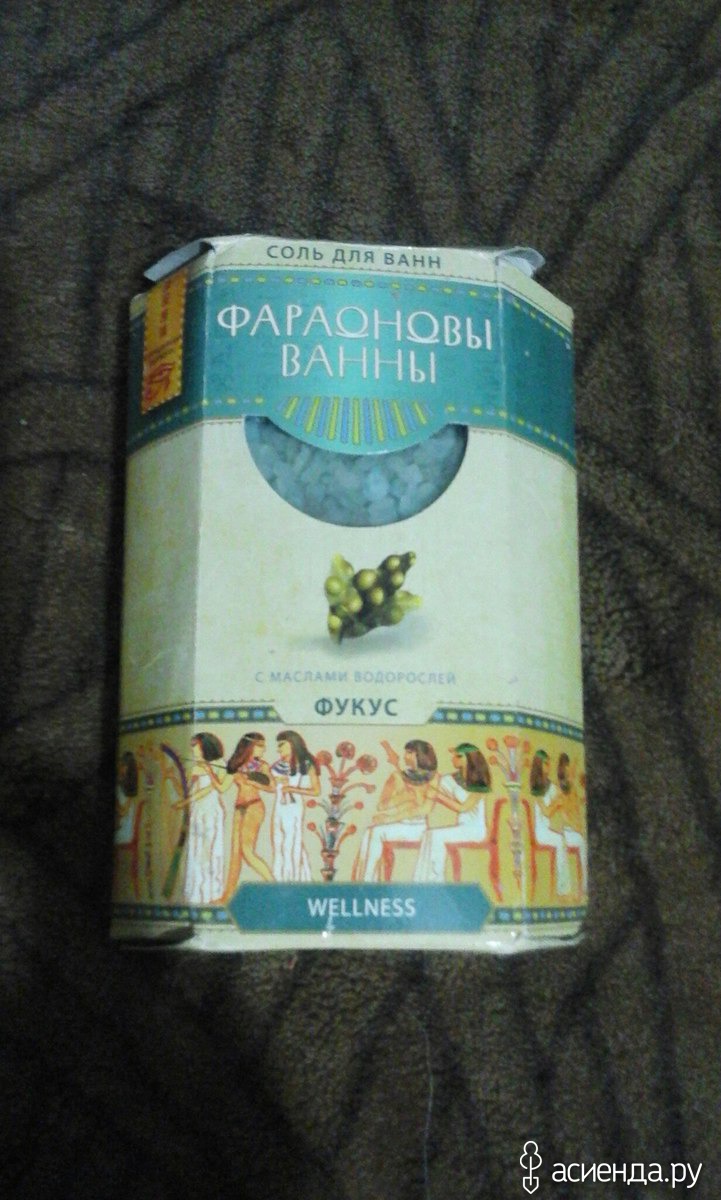 СОЛЬ ДЛЯ ВАНН
ФАРАОНОВЫ
ВАННЫ
С МАСЛАМИ ВОДОРОСЛЕЙ
ФУКУС
WELLNESS
асиенда.ру